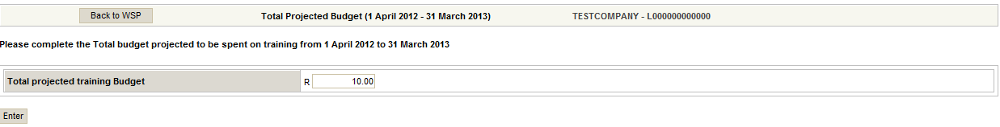 Back to WSP Total Projected Budget (1 April 2012 - 31 March 2013) TESTCOMPANY - L000000000000
Please complete the Total budget projected to be spent on training from 1 April 2012 to 31 March 2013
Total projected training Budget R 10.00
Enter